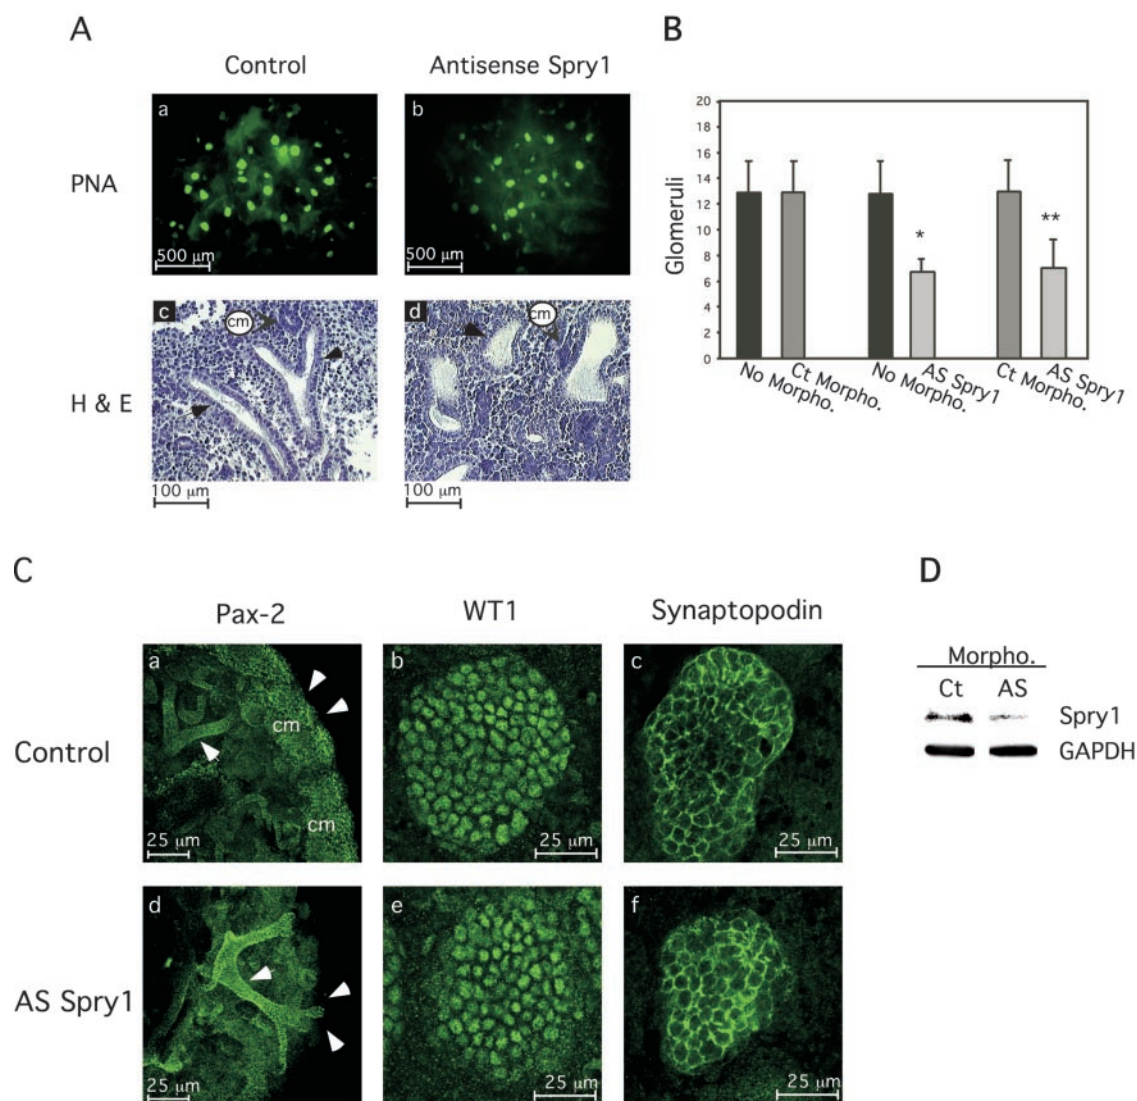 A
B
Control
Antisense Spry1
a
b
PNA
500 μm
500 μm
c
cm
d
cm
H & E
100 μm
100 μm
Glomeruli
20
18
16
14
12
10
8
6
4
2
0
*
**
No Morpho.
Ct Morpho.
No Morpho.
AS Spry1
Ct Morpho.
AS Spry1
C
D
Pax-2
WT1
Synaptopodin
a
b
c
cm
cm
Control
25 μm
25 μm
25 μm
d
e
f
AS Spry1
25 μm
25 μm
25 μm
Morpho.
Ct AS
Spry1
GAPDH